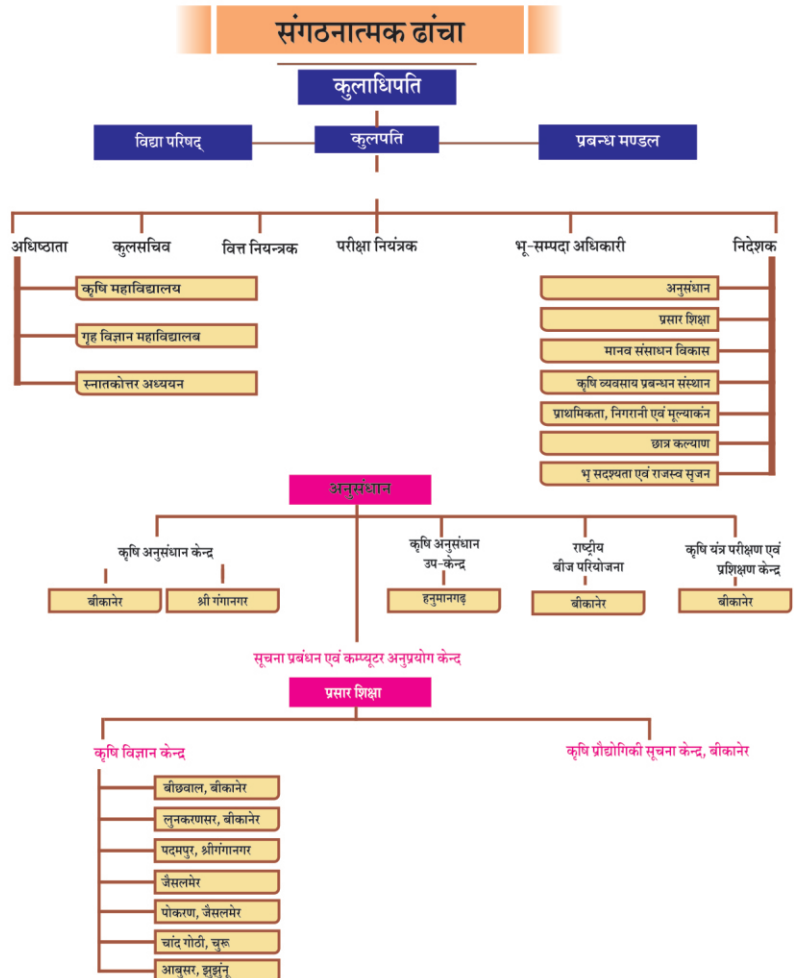 संगठनात्मक ढांचा
कुलाधिपति
विद्या परिषद्
कुलपति
प्रबन्ध मण्डल
अधिष्ठाता
कुलसचिव
वित्त नियन्त्रक
परीक्षा नियंत्रक
भू-सम्पदा अधिकारी
निदेशक
कृषि महाविद्यालय
गृह विज्ञान महाविद्यालब
स्नातकोत्तर अध्ययन
अनुसंधान
प्रसार शिक्षा
मानव संसाधन विकास
कृषि व्यवसाय प्रबन्धन संस्थान
प्राथमिकता, निगरानी एवं मूल्याकंन
छात्र कल्याण
भू सदश्यता एवं राजस्व सृजन
अनुसंधान
कृषि अनुसंधान केन्द्र
बीकानेर
श्री गंगानगर
कृषि अनुसंधान
उप-केन्द्र
हनुमानगढ़
राष्ट्रीय
बीज परियोजना
बीकानेर
कृषि यंत्र परीक्षण एवं
प्रशिक्षण केन्द्र
बीकानेर
सूचना प्रबंधन एवं कम्प्यूटर अनुप्रयोग केन्द
प्रसार शिक्षा
कृषि विज्ञान केन्द्र
कृषि प्रौद्योगिकी सूचना केन्द्र, बीकानेर
बीछवाल, बीकानेर
लुनकरणसर, बीकानेर
पदमपुर, श्रीगंगानगर
जैसलमेर
पोकरण, जैसलमेर
चांद गोठी, चुरू
आबुसर, झुझुंनू